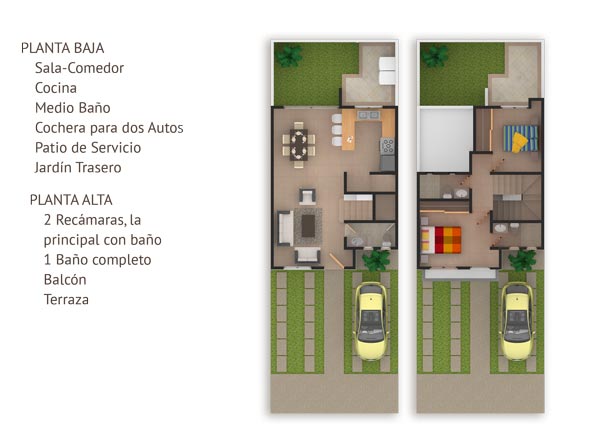 PLANTA BAJA
Sala-Comedor
Cocina
Medio Baño
Cochera para dos Autos
Patio de Servicio
Jardín Trasero
PLANTA ALTA
2 Recámaras, la
principal con baño
1 Baño completo
Balcón
Terraza